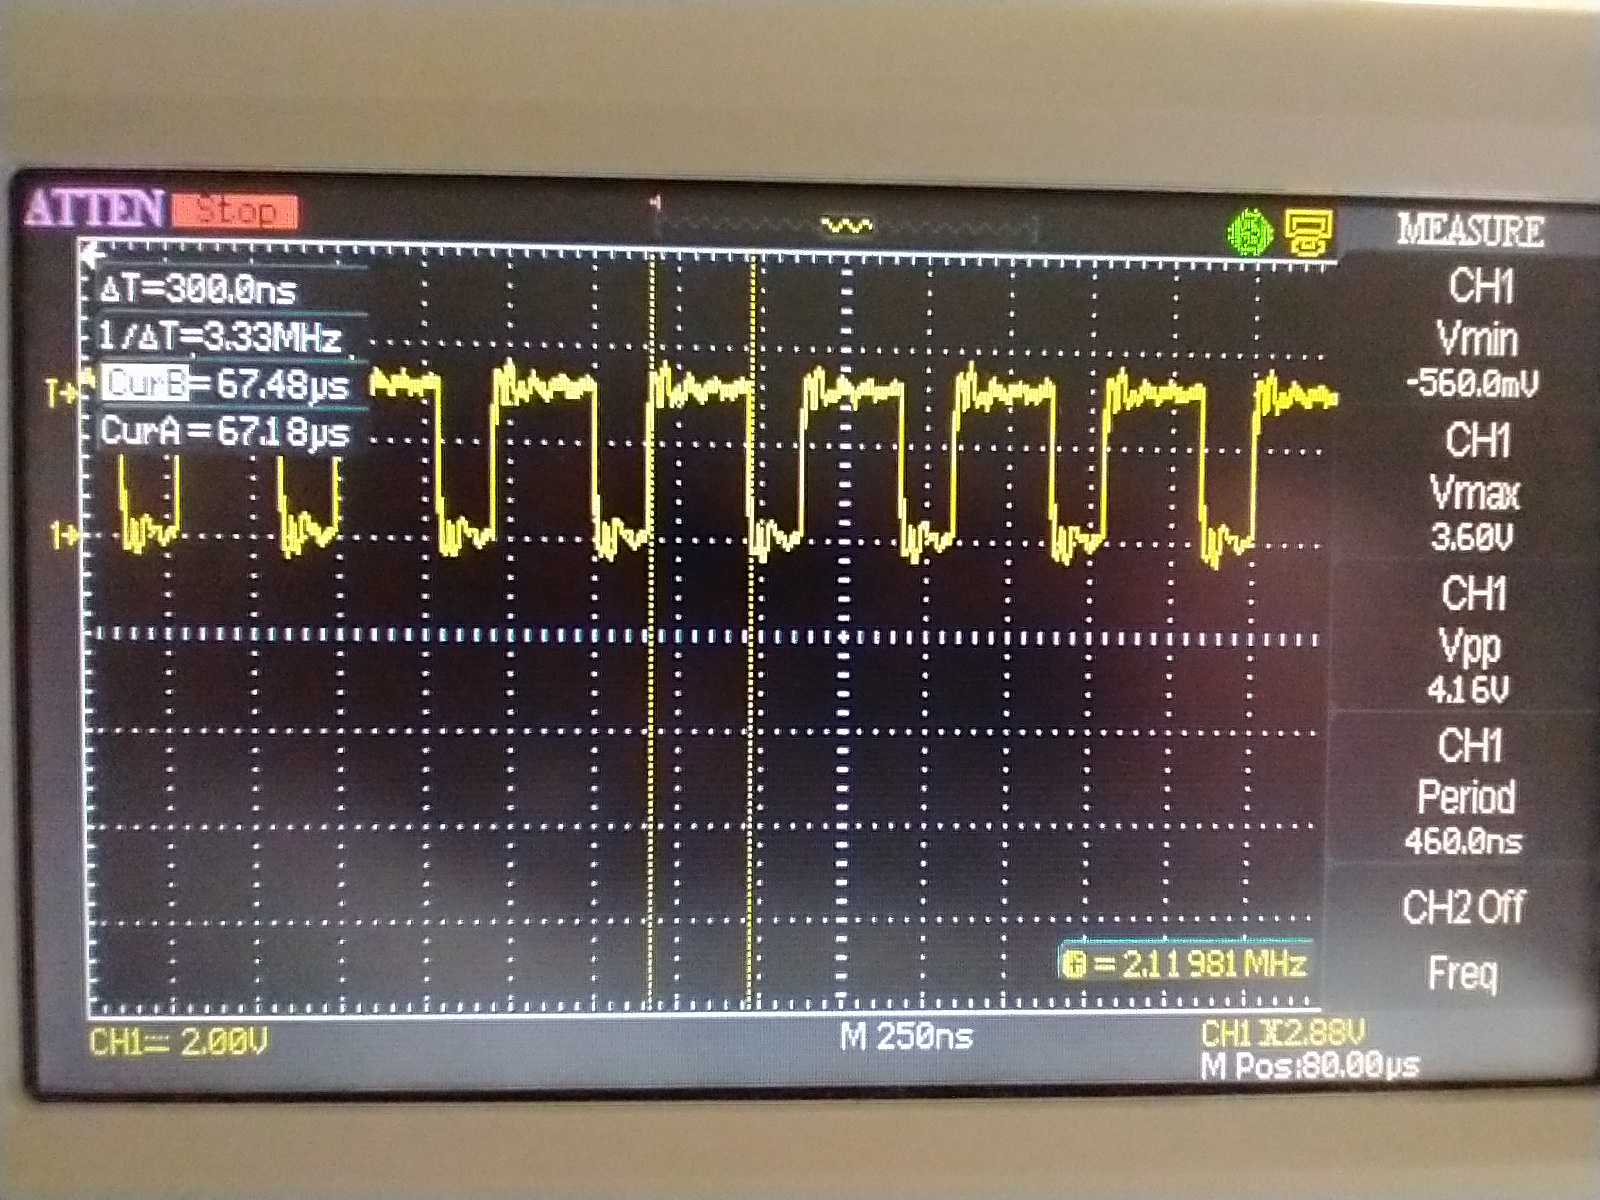 ATTEN Stop
ΔT=300.0ns
1/ΔT=3.33MHz
CurB=67.48μs
CurA=67.18μs
T
1
MEASURE
CH1
Vmin
-560.0mV
CH1
Vmax
3.60V
CH1
Vpp
4.16V
CH1
Period
460.0ns
CH2 Off
Freq
=2.11981MHz
CH1 2.00V
M 250ns
CH1 2.88V
M Pos:80.00μs